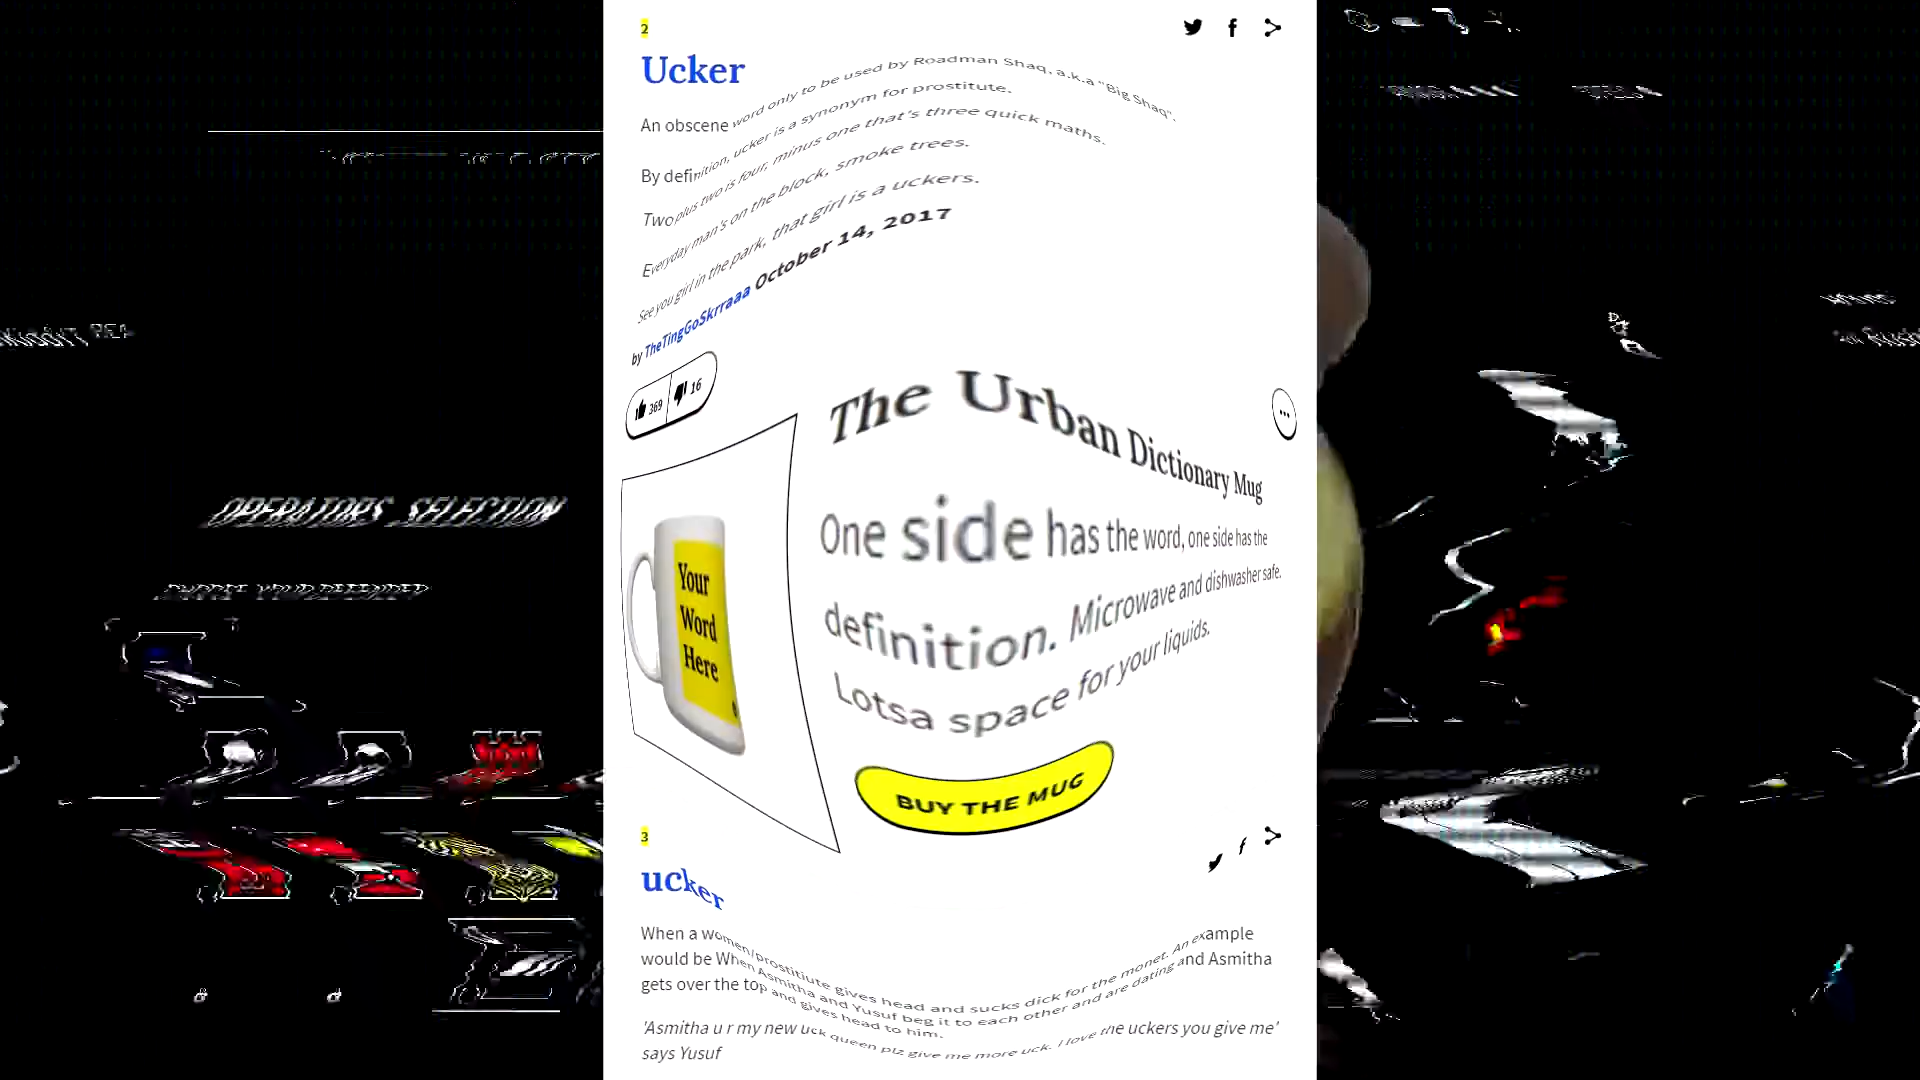 2
Ucker
An obscene word only to be used by Roadman Shaq, a.k.a "Big Shaq".
By definition, ucker is a synonym for prostitute.
Two plus two is four, minus one that's three quick maths.
Everyday man's on the block, smoke trees.
See you girl in the park, that girl is a uckers.
by TheTingGoSkrraaa October 14, 2017
369 16
The Urban Dictionary Mug
One side has the word, one side has the
definition. Microwave and dishwasher safe.
Lotsa space for your liquids.
Your
Word
Here
BUY THE MUG
3
ucker
When a women/prostitiute gives head and sucks dick for the monet. An example
would be When Asmitha and Yusuf beg it to each other and are dating and Asmitha
gets over the top and gives head to him.
'Asmitha u r my new uck queen plz give me more uck. I love the uckers you give me'
says Yusuf
OPERATORS SELECTION
CHOOSE YOUR DEFENDER